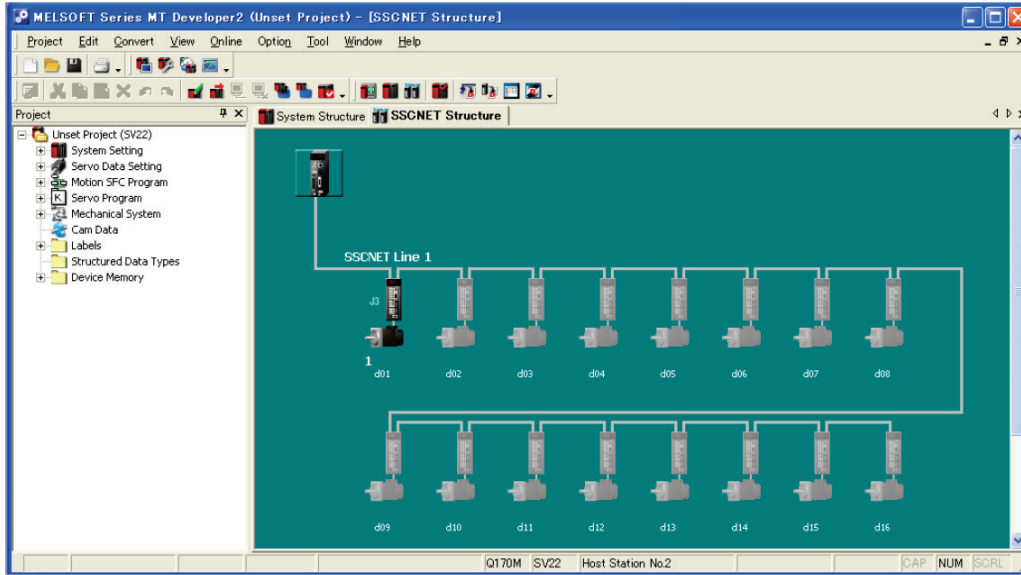 MELSOFT Series MT Developer2 (Unset Project) - [SSCNET Structure]
Project Edit Convert View Online Option Tool Window Help
Project
System Structure SSCNET Structure
Unset Project (SV22)
System Setting
Servo Data Setting
Motion SFC Program
K Servo Program
Mechanical System
Cam Data
Labels
Structured Data Types
Device Memory
SSCNET Line 1
J3
1
d01 d02 d03 d04 d05 d06 d07 d08
d09 d10 d11 d12 d13 d14 d15 d16
Q170M SV22 Host Station No.2 CAP NUM SCRL